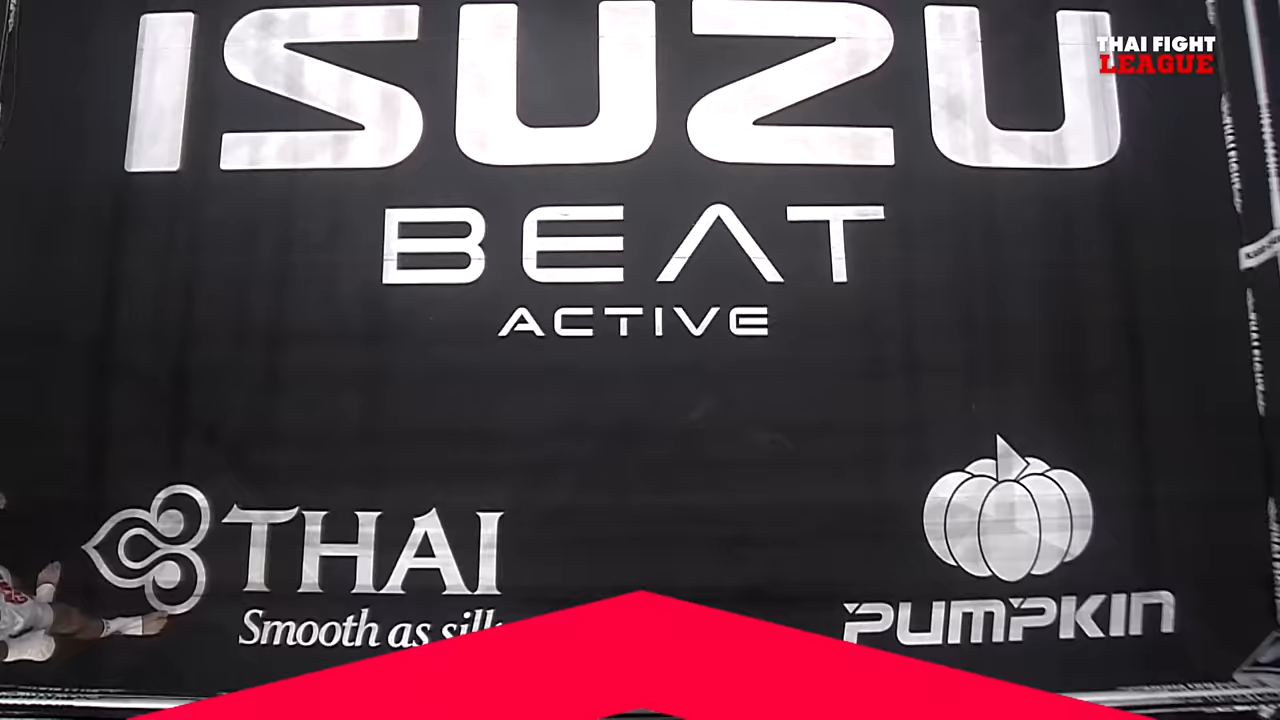 THAI FIGHT
LEAGUE
ISUZU
BEAT
ACTIVE
THAI
Smooth as silk
PUMPKIN